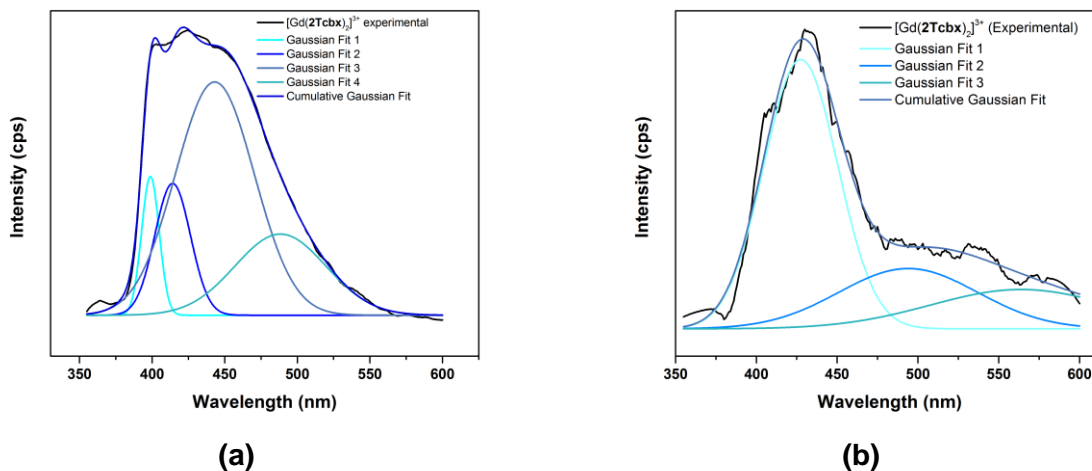 [Gd(2Tcbx)₂]³⁺ experimental
Gaussian Fit 1
Gaussian Fit 2
Gaussian Fit 3
Gaussian Fit 4
Cumulative Gaussian Fit
Intensity (cps)
350 400 450 500 550 600
Wavelength (nm)
(a)
[Gd(2Tcbx)₂]³⁺ (Experimental)
Gaussian Fit 1
Gaussian Fit 2
Gaussian Fit 3
Cumulative Gaussian Fit
Intensity (cps)
350 400 450 500 550 600
Wavelength (nm)
(b)